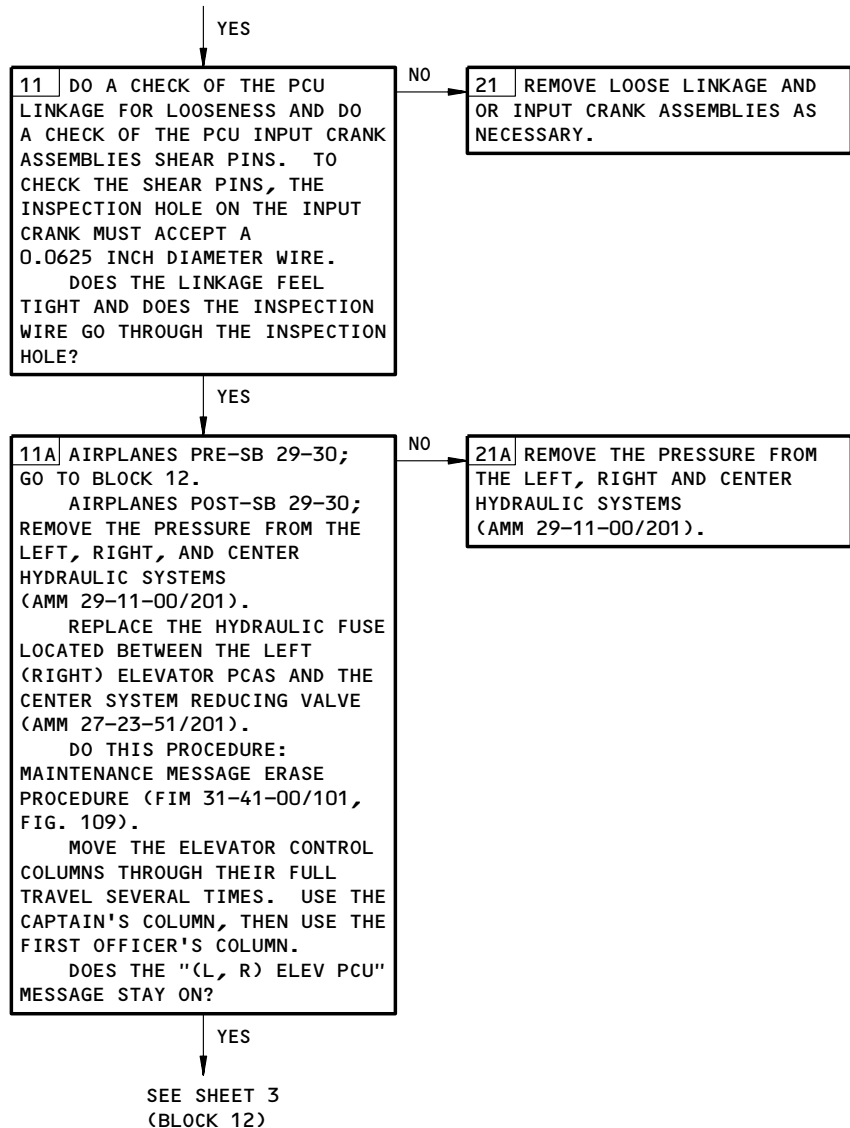 YES
11 DO A CHECK OF THE PCU
LINKAGE FOR LOOSENESS AND DO
A CHECK OF THE PCU INPUT CRANK
ASSEMBLIES SHEAR PINS. TO
CHECK THE SHEAR PINS, THE
INSPECTION HOLE ON THE INPUT
CRANK MUST ACCEPT A
0.0625 INCH DIAMETER WIRE.
DOES THE LINKAGE FEEL
TIGHT AND DOES THE INSPECTION
WIRE GO THROUGH THE INSPECTION
HOLE?
NO
21 REMOVE LOOSE LINKAGE AND
OR INPUT CRANK ASSEMBLIES AS
NECESSARY.
YES
11A AIRPLANES PRE-SB 29-30;
GO TO BLOCK 12.
AIRPLANES POST-SB 29-30;
REMOVE THE PRESSURE FROM THE
LEFT, RIGHT, AND CENTER
HYDRAULIC SYSTEMS
(AMM 29-11-00/201).
REPLACE THE HYDRAULIC FUSE
LOCATED BETWEEN THE LEFT
(RIGHT) ELEVATOR PCAS AND THE
CENTER SYSTEM REDUCING VALVE
(AMM 27-23-51/201).
DO THIS PROCEDURE:
MAINTENANCE MESSAGE ERASE
PROCEDURE (FIM 31-41-00/101,
FIG. 109).
MOVE THE ELEVATOR CONTROL
COLUMNS THROUGH THEIR FULL
TRAVEL SEVERAL TIMES. USE THE
CAPTAIN'S COLUMN, THEN USE THE
FIRST OFFICER'S COLUMN.
DOES THE "(L, R) ELEV PCU"
MESSAGE STAY ON?
NO
21A REMOVE THE PRESSURE FROM
THE LEFT, RIGHT AND CENTER
HYDRAULIC SYSTEMS
(AMM 29-11-00/201).
YES
SEE SHEET 3
(BLOCK 12)